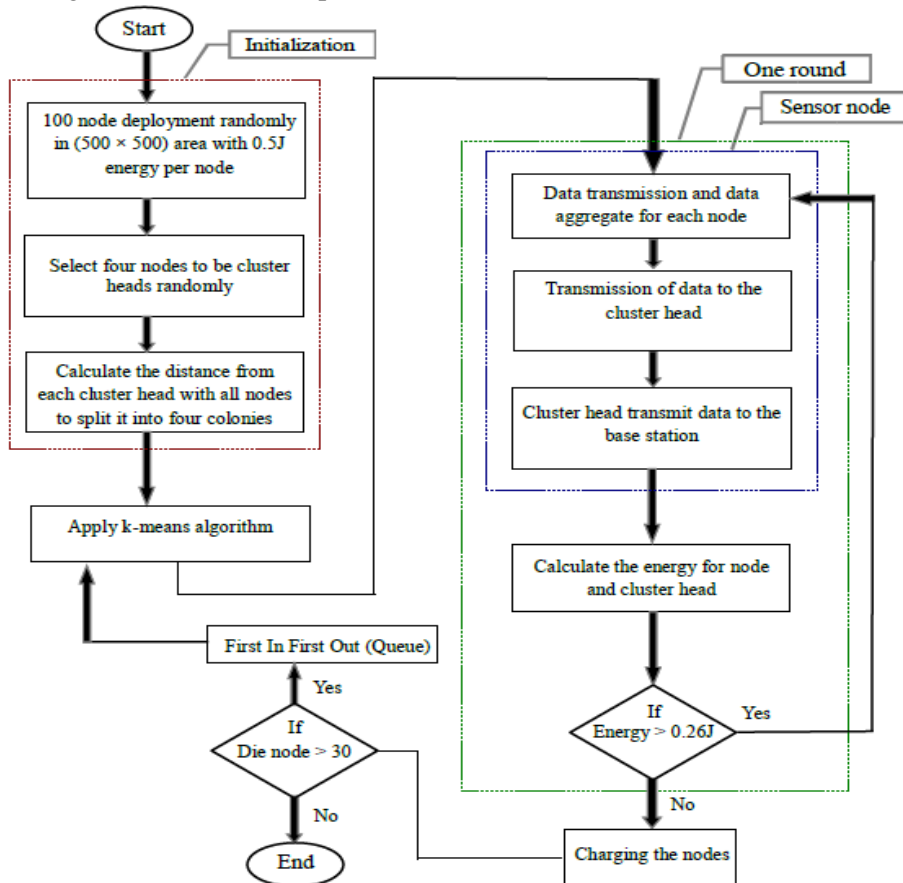 Start
Initialization
100 node deployment randomly
in (500 × 500) area with 0.5J
energy per node
Select four nodes to be cluster
heads randomly
Calculate the distance from
each cluster head with all nodes
to split it into four colonies
Apply k-means algorithm
First In First Out (Queue)
Yes
If
Die node > 30
No
End
One round
Sensor node
Data transmission and data
aggregate for each node
Transmission of data to the
cluster head
Cluster head transmit data to the
base station
Calculate the energy for node
and cluster head
If
Energy > 0.26J
Yes
No
Charging the nodes